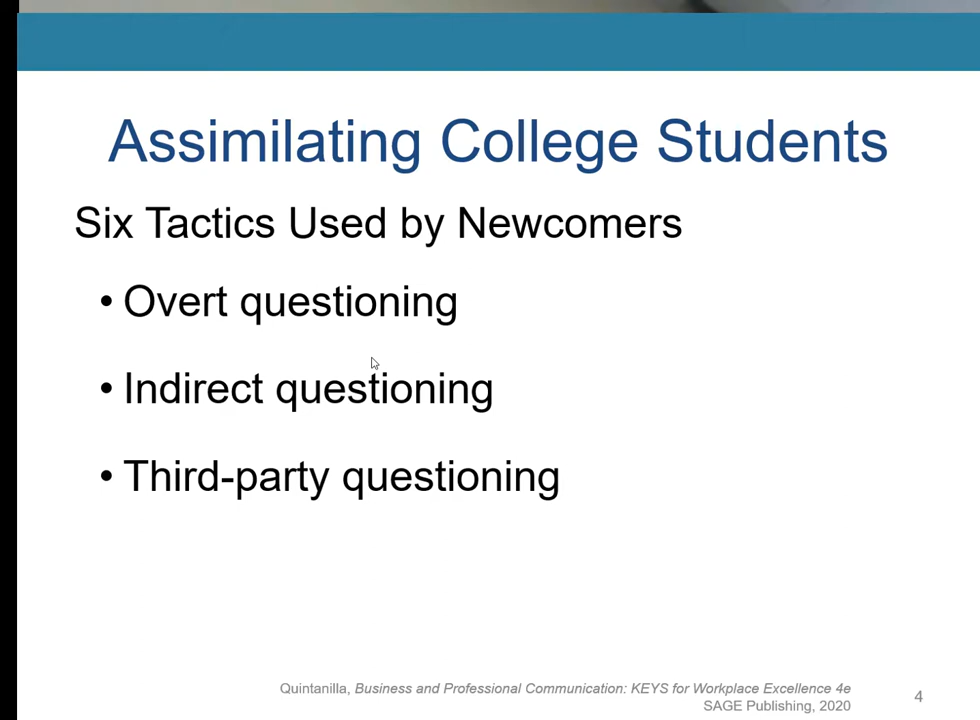 Assimilating College Students
Six Tactics Used by Newcomers
• Overt questioning
• Indirect questioning
• Third-party questioning
Quintanilla, Business and Professional Communication: KEYS for Workplace Excellence 4e
SAGE Publishing, 2020
4